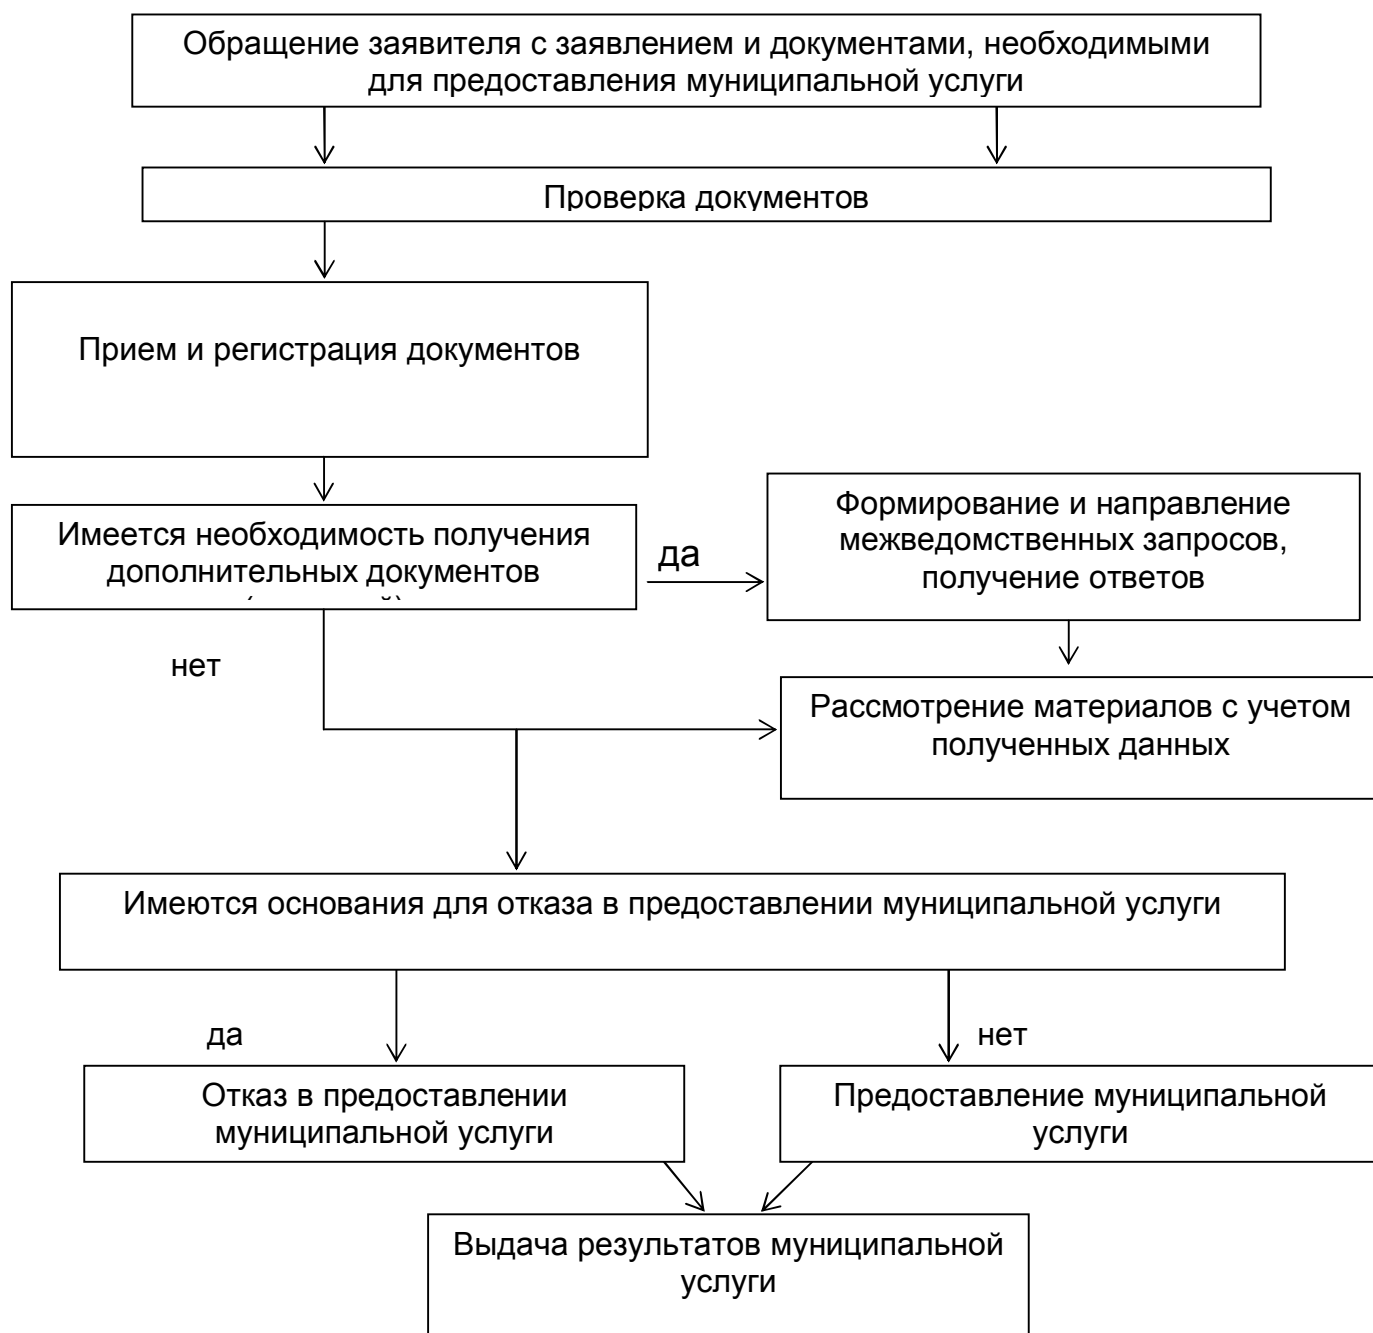 Обращение заявителя с заявлением и документами, необходимыми
для предоставления муниципальной услуги
Проверка документов
Прием и регистрация документов
Имеется необходимость получения
дополнительных документов
да
Формирование и направление
межведомственных запросов,
получение ответов
нет
Рассмотрение материалов с учетом
полученных данных
Имеются основания для отказа в предоставлении муниципальной услуги
да
нет
Отказ в предоставлении
муниципальной услуги
Предоставление муниципальной
услуги
Выдача результатов муниципальной
услуги